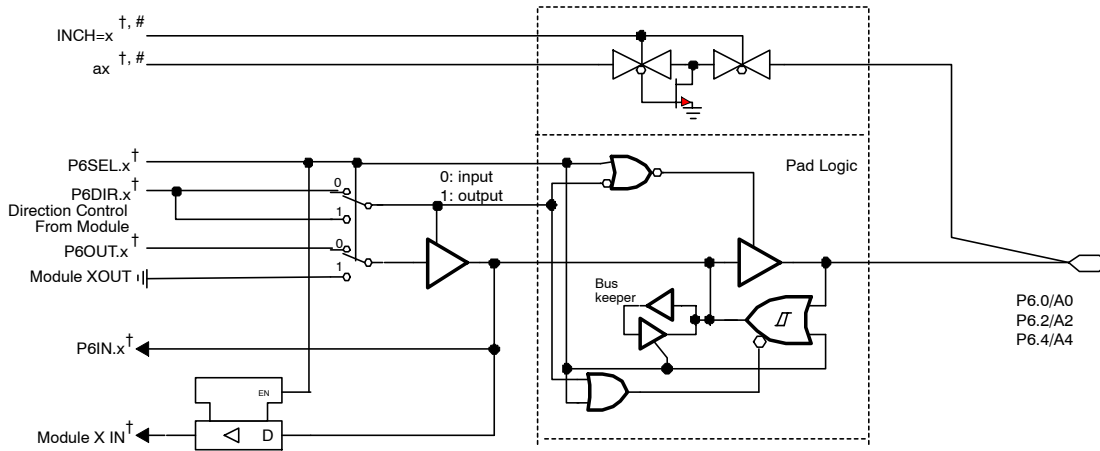 INCH=x †, #
ax †, #
P6SEL.x †
P6DIR.x †
Direction Control
From Module
P6OUT.x †
Module XOUT
P6IN.x †
Module X IN †
0
1
0
1
0: input
1: output
Pad Logic
Bus
keeper
EN
D
P6.0/A0
P6.2/A2
P6.4/A4